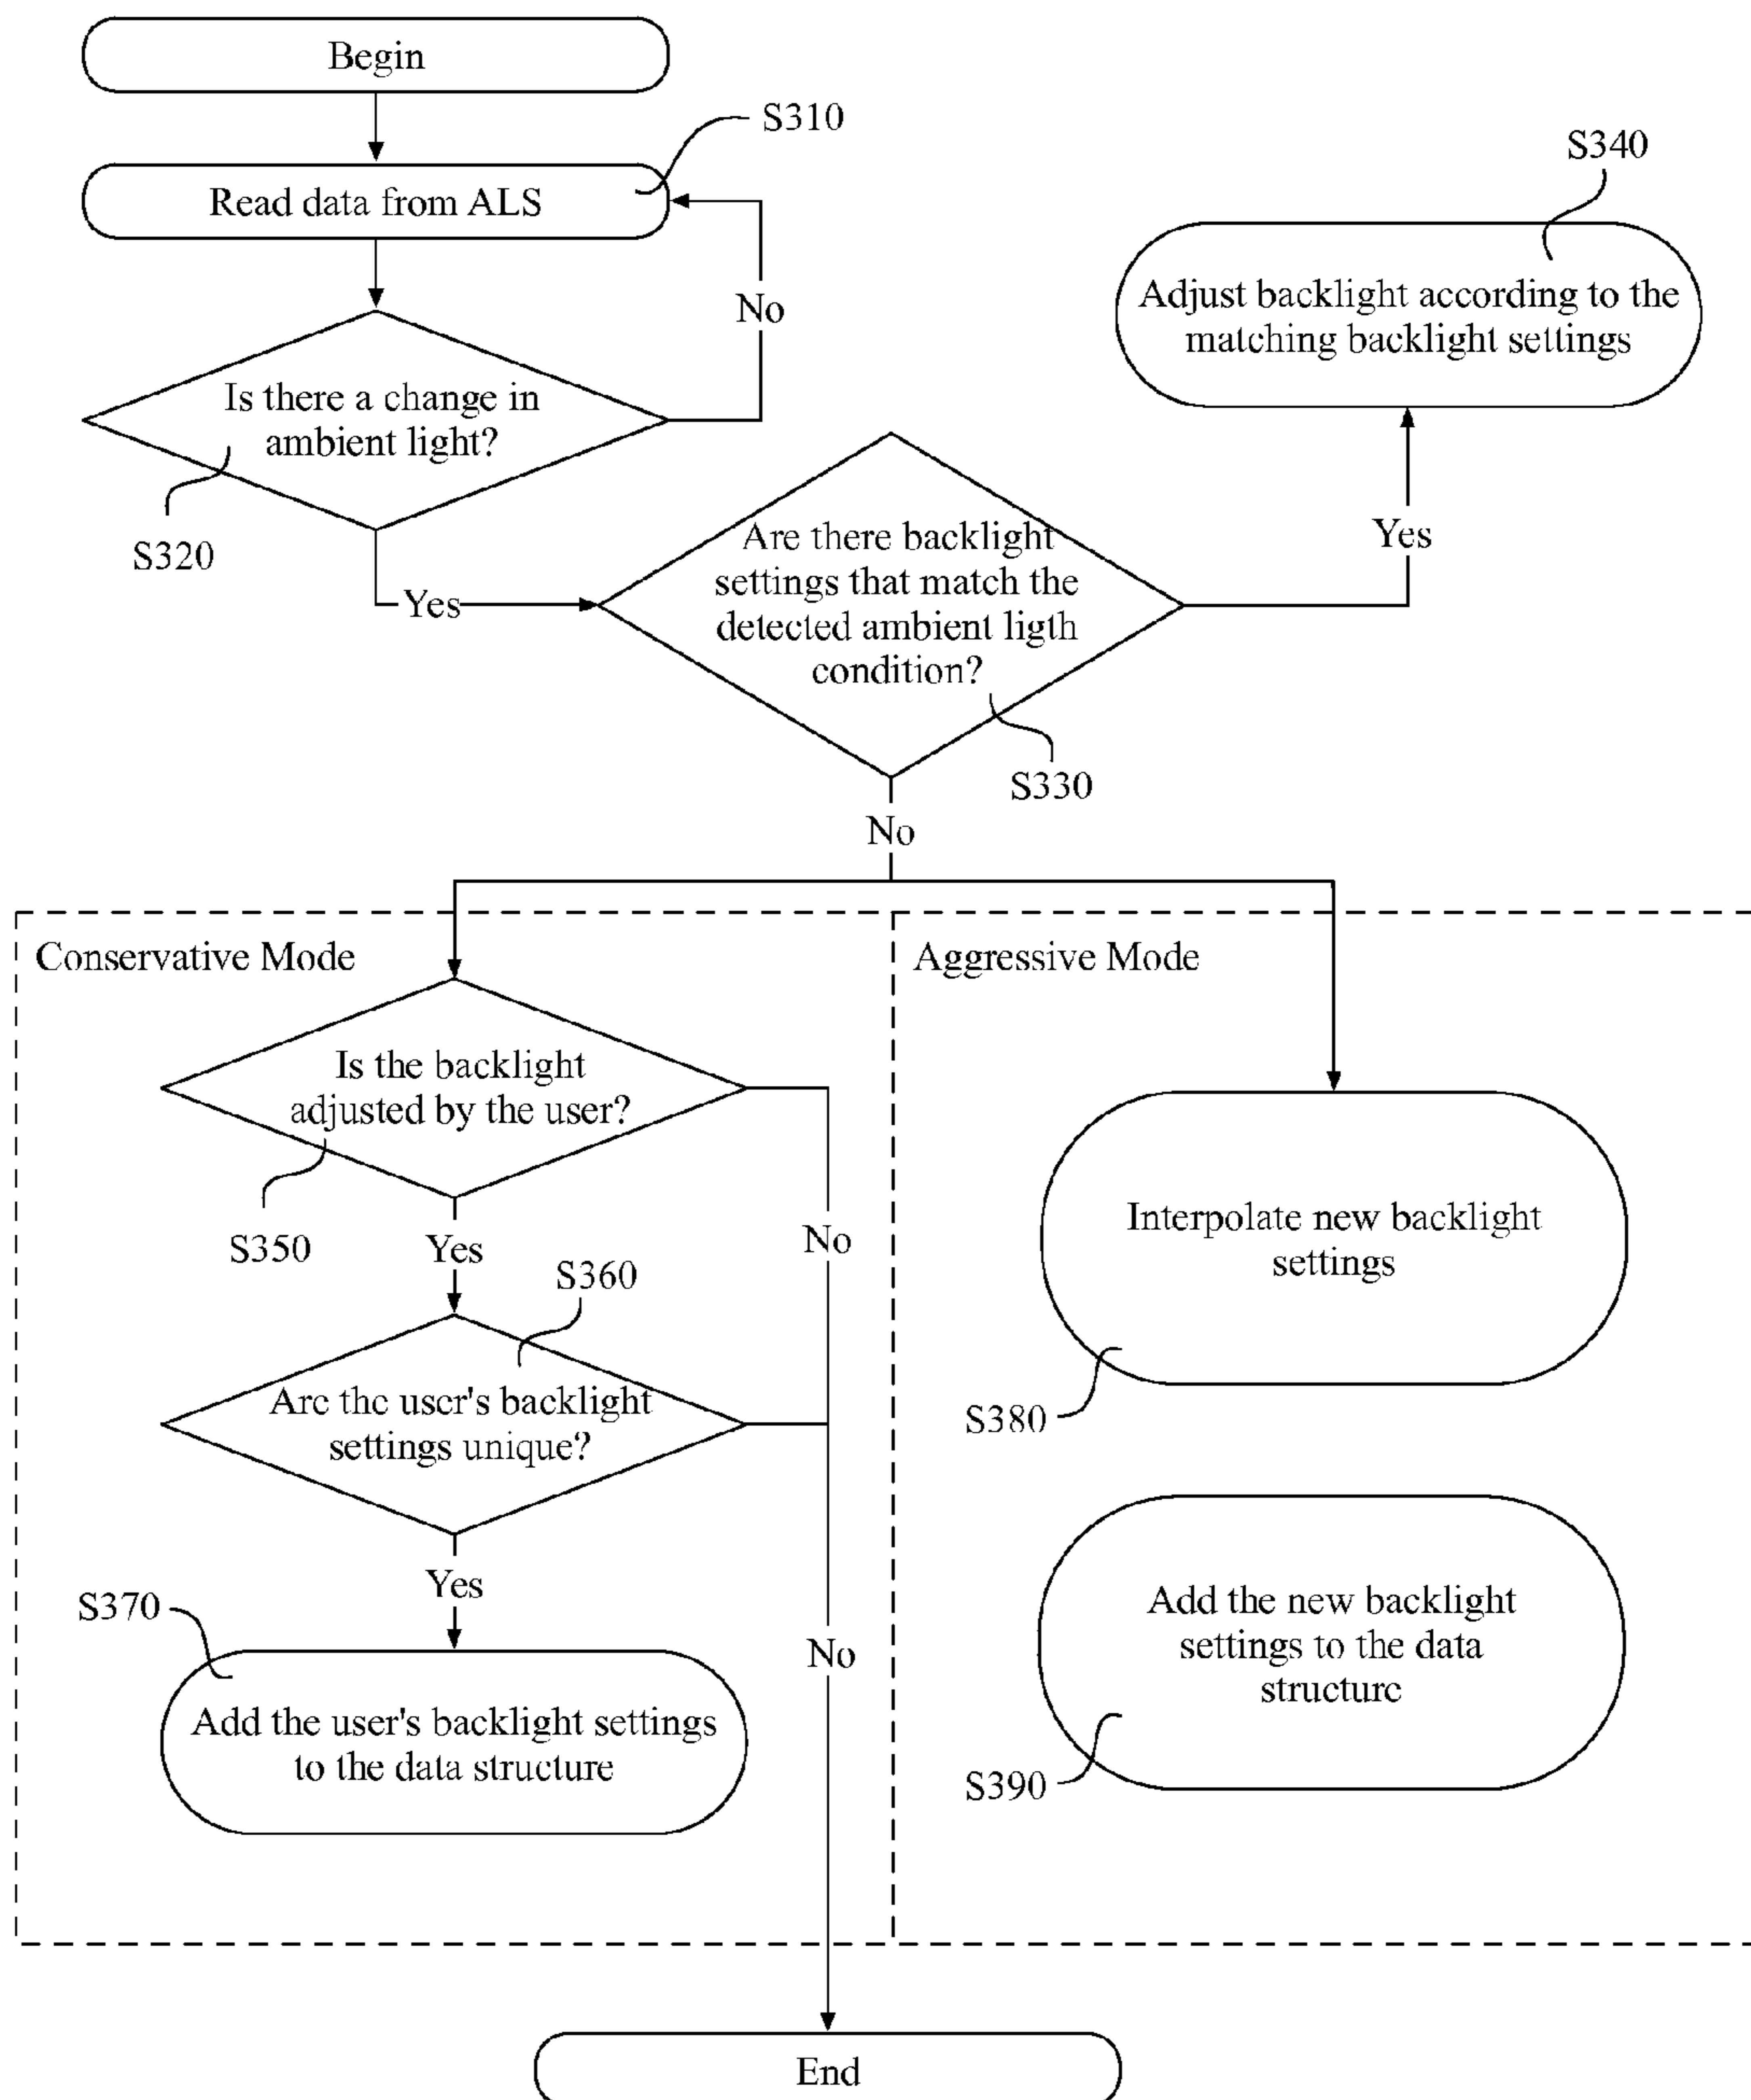 Begin
S310
Read data from ALS
S340
No
Adjust backlight according to the
matching backlight settings
Is there a change in
ambient light?
S320
Yes
Are there backlight
settings that match the
detected ambient ligth
condition?
Yes
S330
No
Conservative Mode
Aggressive Mode
Is the backlight
adjusted by the user?
S350
Yes
No
S360
Are the user's backlight
settings unique?
Yes
No
S370
Add the user's backlight settings
to the data structure
Interpolate new backlight
settings
S380
Add the new backlight
settings to the data
structure
S390
End